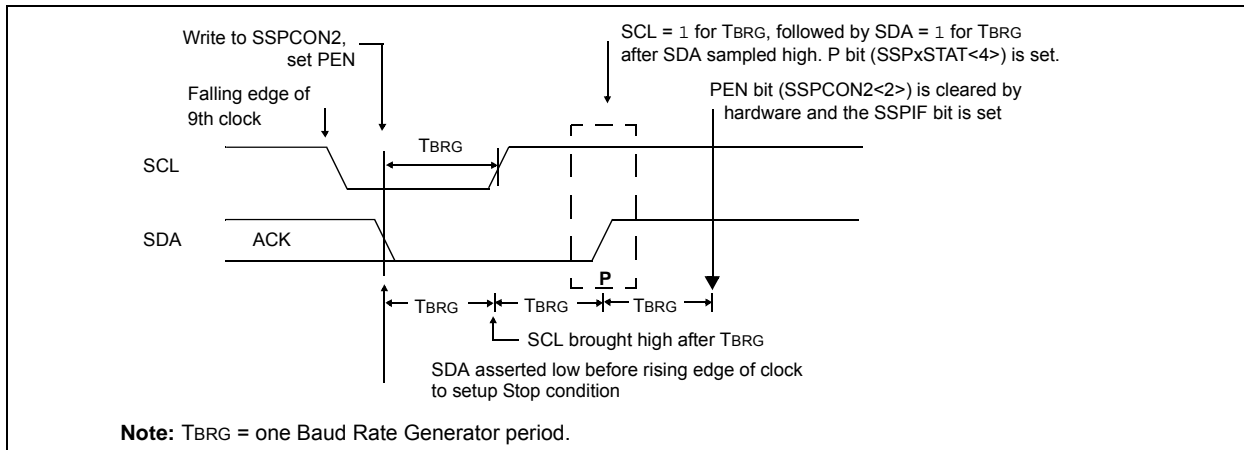 Write to SSPCON2,
set PEN
SCL = 1 for TBRG, followed by SDA = 1 for TBRG
after SDA sampled high. P bit (SSPxSTAT<4>) is set.
Falling edge of
9th clock
PEN bit (SSPCON2<2>) is cleared by
hardware and the SSPIF bit is set
TBRG
SCL
SDA
ACK
P
TBRG
TBRG
TBRG
SCL brought high after TBRG
SDA asserted low before rising edge of clock
to setup Stop condition
Note: TBRG = one Baud Rate Generator period.